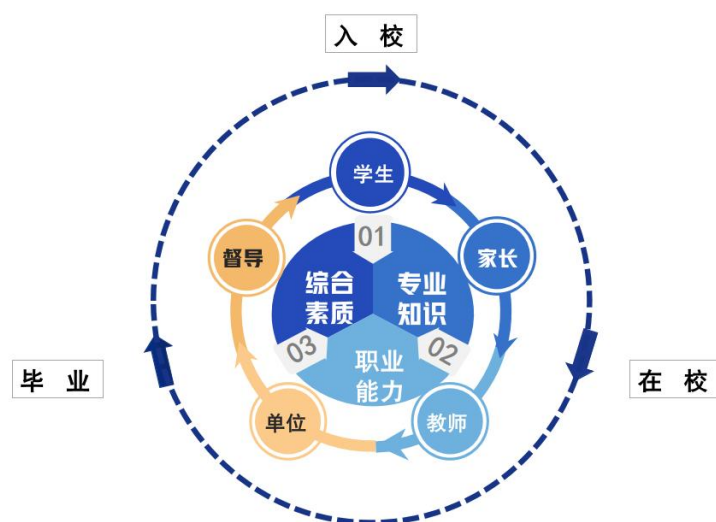 入 校
学生
01
督导
家长
综合
素质
专业
知识
03
02
职业
能力
毕 业
在 校
单位
教师